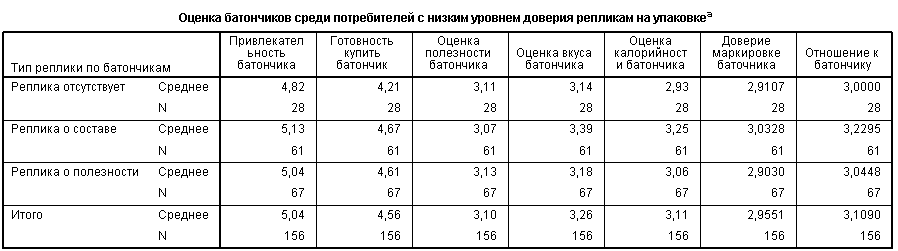 Оценка батончиков среди потребителей с низким уровнем доверия репликам на упаковке a
Тип реплики по батончикам Привлекател ьность батончика Готовность купить батончик Оценка полезности батончика Оценка вкуса батончика Оценка калорийност и батончика Доверие маркировке баточника Отношение к батончику
Реплика отсутствует Среднее 4,82 4,21 3,11 3,14 2,93 2,9107 3,0000
N 28 28 28 28 28 28 28
Реплика о составе Среднее 5,13 4,67 3,07 3,39 3,25 3,0328 3,2295
N 61 61 61 61 61 61 61
Реплика о полезности Среднее 5,04 4,61 3,13 3,18 3,06 2,9030 3,0448
N 67 67 67 67 67 67 67
Итого Среднее 5,04 4,56 3,10 3,26 3,11 2,9551 3,1090
N 156 156 156 156 156 156 156